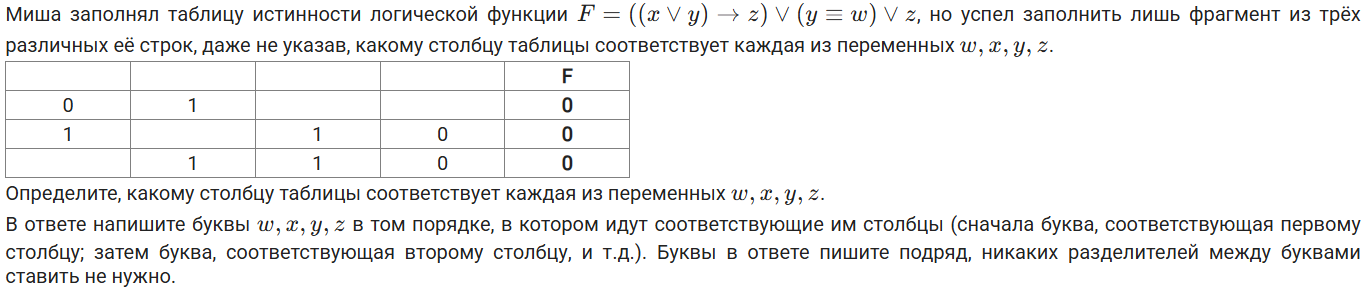 Миша заполнял таблицу истинности логической функции F = ((x ∨ y) → z) ∨ (y ≡ w) ∨ z, но успел заполнить лишь фрагмент из трёх
различных её строк, даже не указав, какому столбцу таблицы соответствует каждая из переменных w, x, y, z.
F
0 1 0
1 1 0 0
1 1 0 0
Определите, какому столбцу таблицы соответствует каждая из переменных w, x, y, z.
В ответе напишите буквы w, x, y, z в том порядке, в котором идут соответствующие им столбцы (сначала буква, соответствующая первому
столбцу; затем буква, соответствующая второму столбцу, и т.д.). Буквы в ответе пишите подряд, никаких разделителей между буквами
ставить не нужно.